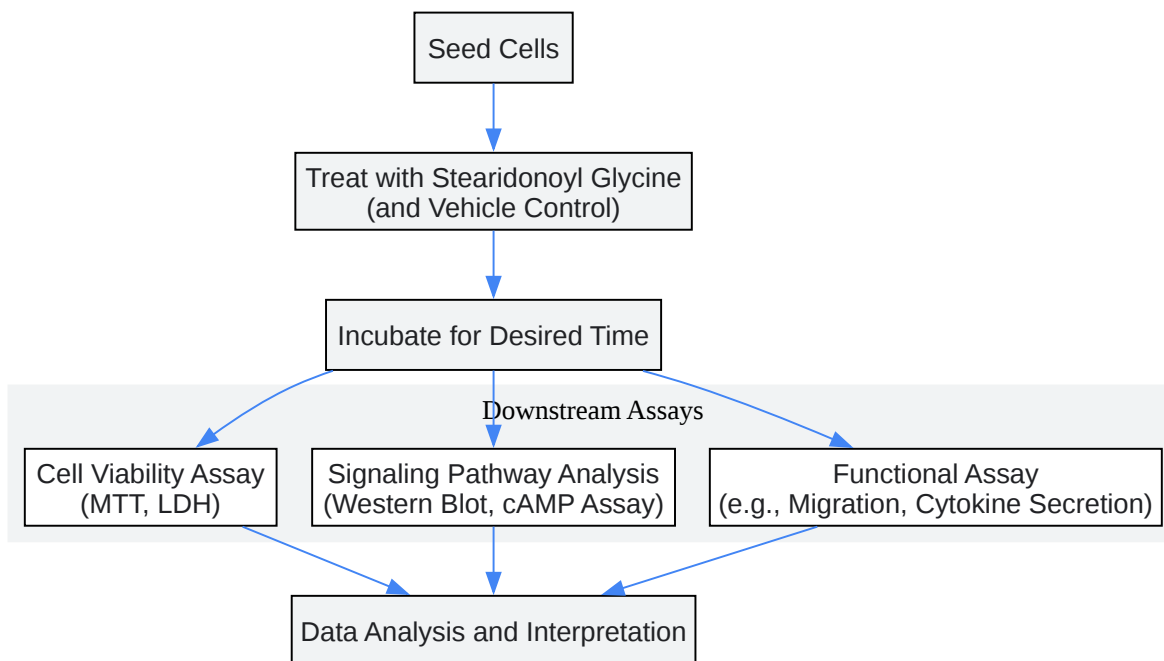 Seed Cells
Treat with Stearidonoyl Glycine
(and Vehicle Control)
Incubate for Desired Time
Downstream Assays
Cell Viability Assay
(MTT, LDH)
Signaling Pathway Analysis
(Western Blot, cAMP Assay)
Functional Assay
(e.g., Migration, Cytokine Secretion)
Data Analysis and Interpretation